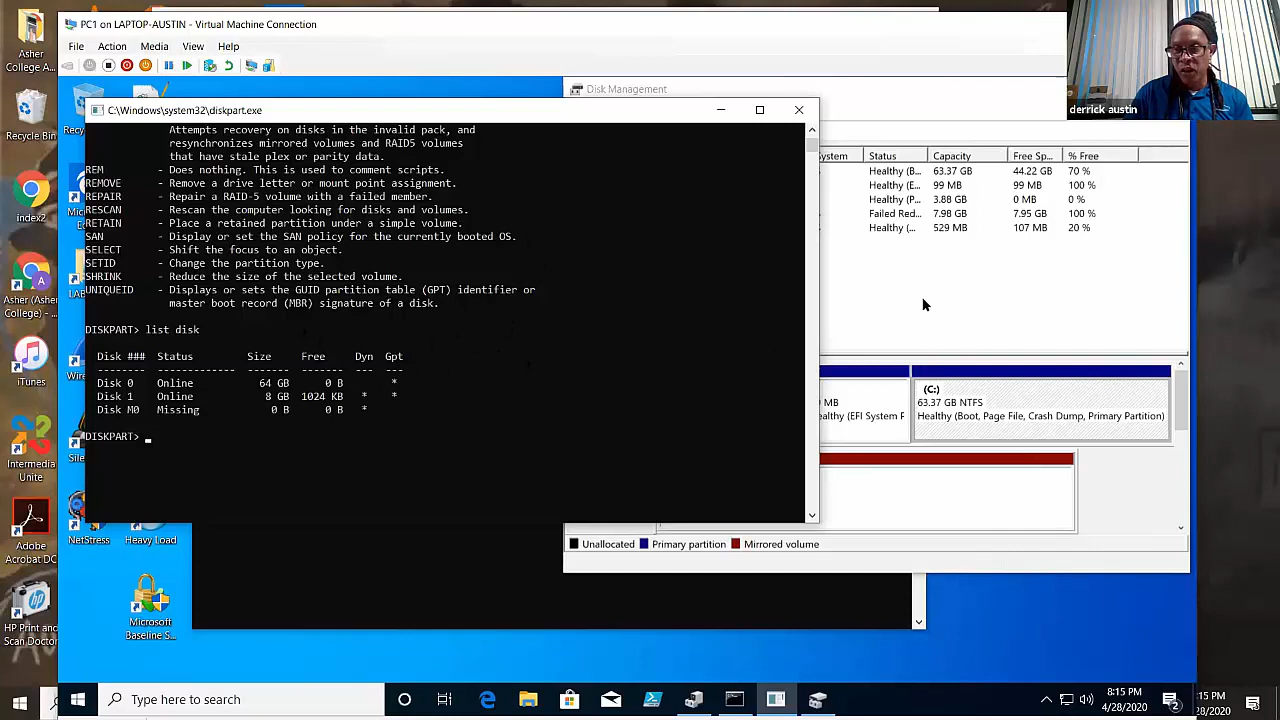 PC1 on LAPTOP-AUSTIN - Virtual Machine Connection
File Action Media View Help
derrick austin
Asher
College A...
Recycle Bin
index2
Asher (Asher
College) - ...
iTunes
Intermedia
Unite
Adobe
Acrobat DC
HP Print and
Scan Doctor
NetStress
Heavy Load
Microsoft
Baseline S...
C:\Windows\system32\diskpart.exe
Attempts recovery on disks in the invalid pack, and
resynchronizes mirrored volumes and RAID5 volumes
that have stale plex or parity data.
REM - Does nothing. This is used to comment scripts.
REMOVE - Remove a drive letter or mount point assignment.
REPAIR - Repair a RAID-5 volume with a failed member.
RESCAN - Rescan the computer looking for disks and volumes.
RETAIN - Place a retained partition under a simple volume.
SAN - Display or set the SAN policy for the currently booted OS.
SELECT - Shift the focus to an object.
SETID - Change the partition type.
SHRINK - Reduce the size of the selected volume.
UNIQUEID - Displays or sets the GUID partition table (GPT) identifier or
master boot record (MBR) signature of a disk.
DISKPART> list disk
Disk ### Status Size Free Dyn Gpt
-------- ------------- ------- ------- --- ---
Disk 0 Online 64 GB 0 B *
Disk 1 Online 8 GB 1024 KB * *
Disk M0 Missing 0 B 0 B *
DISKPART>
Disk Management
System Status Capacity Free Sp... % Free
Healthy (B... 63.37 GB 44.22 GB 70 %
Healthy (E... 99 MB 99 MB 100 %
Healthy (P... 3.88 GB 0 MB 0 %
Failed Red... 7.98 GB 7.95 GB 100 %
Healthy (... 529 MB 107 MB 20 %
(C:)
MB 63.37 GB NTFS
Healthy (EFI System P Healthy (Boot, Page File, Crash Dump, Primary Partition)
Unallocated Primary partition Mirrored volume
Type here to search
8:15 PM
4/28/2020
2
:15 PM
/28/2020